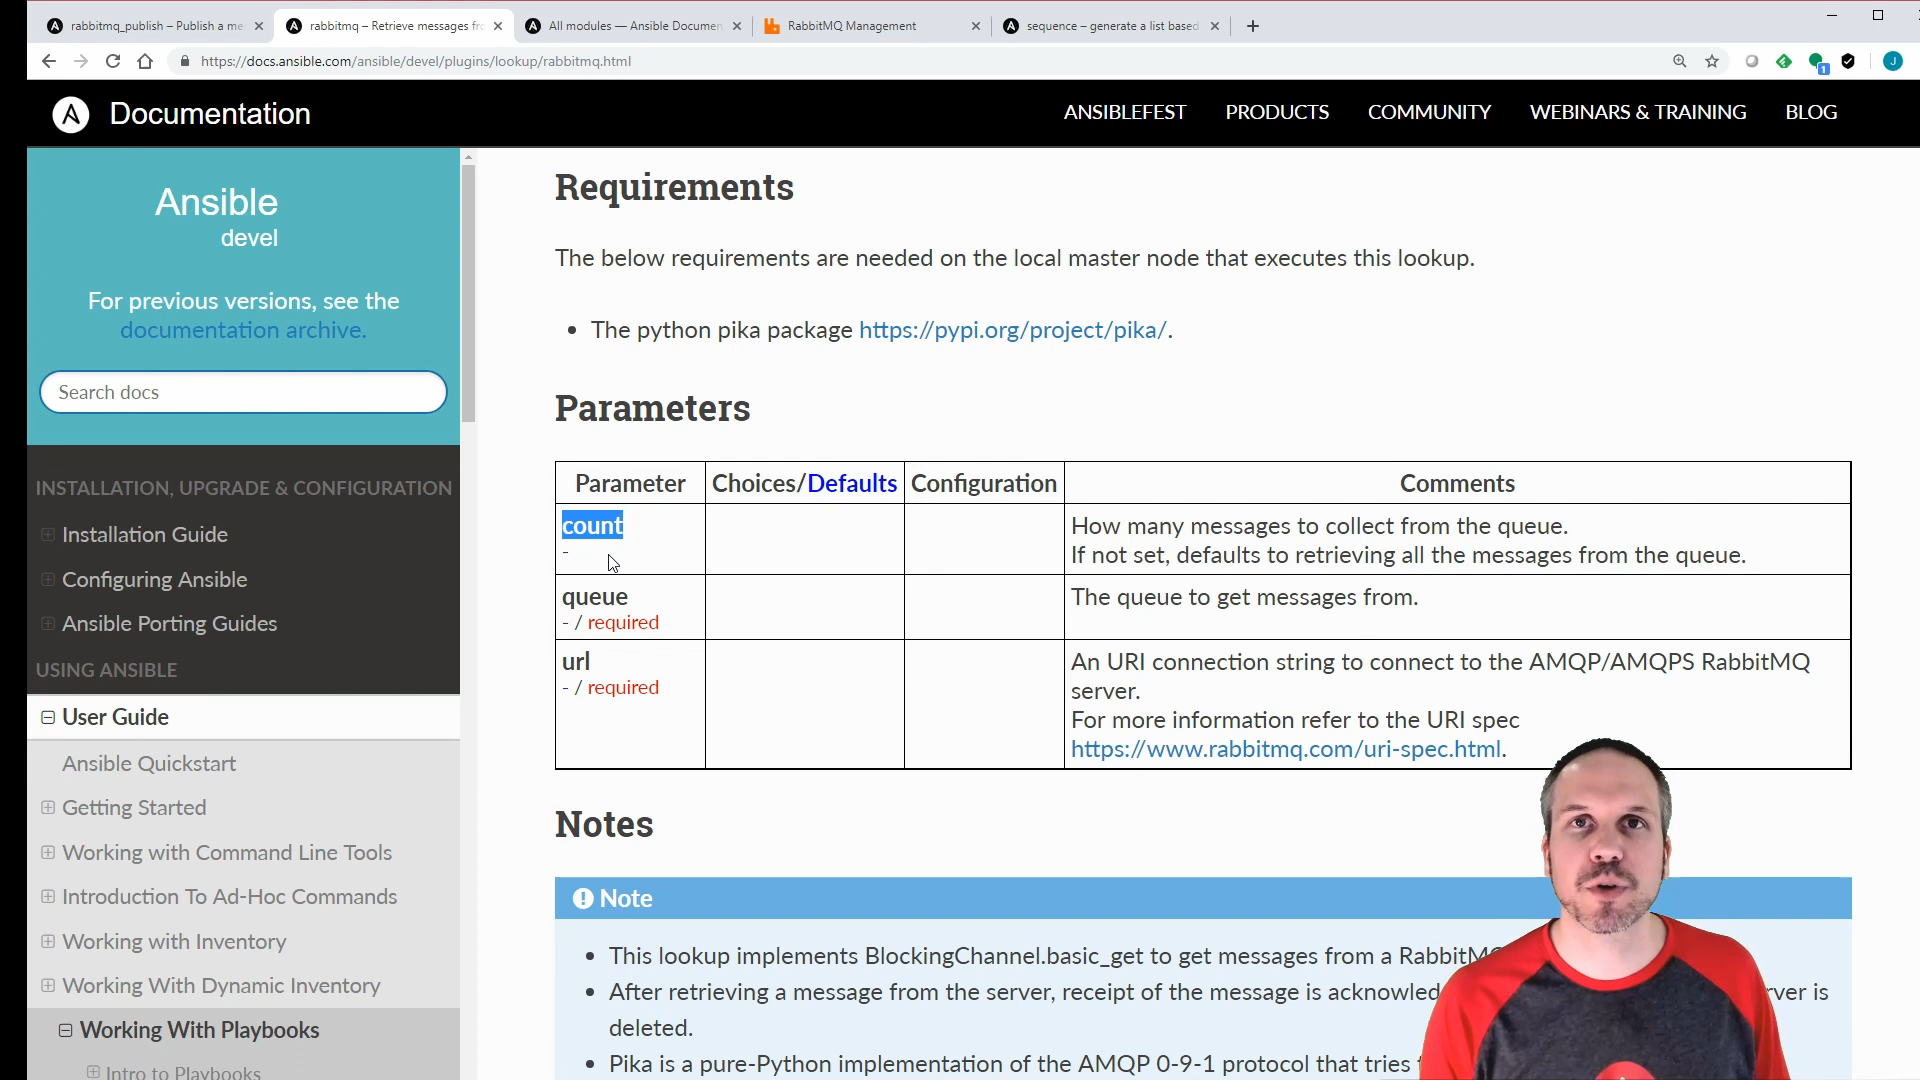 rabbitmq_publish – Publish a me
rabbitmq – Retrieve messages fro
All modules — Ansible Documen
RabbitMQ Management
sequence – generate a list based
https://docs.ansible.com/ansible/devel/plugins/lookup/rabbitmq.html
1
J
Documentation
ANSIBLEFEST PRODUCTS COMMUNITY WEBINARS & TRAINING BLOG
Ansible
devel
For previous versions, see the
documentation archive.
Search docs
INSTALLATION, UPGRADE & CONFIGURATION
Installation Guide
Configuring Ansible
Ansible Porting Guides
USING ANSIBLE
User Guide
Ansible Quickstart
Getting Started
Working with Command Line Tools
Introduction To Ad-Hoc Commands
Working with Inventory
Working With Dynamic Inventory
Working With Playbooks
Intro to Playbooks
Requirements
The below requirements are needed on the local master node that executes this lookup.
• The python pika package https://pypi.org/project/pika/.
Parameters
Parameter Choices/Defaults Configuration Comments
count
-
How many messages to collect from the queue.
If not set, defaults to retrieving all the messages from the queue.
queue
- / required
The queue to get messages from.
url
- / required
An URI connection string to connect to the AMQP/AMQPS RabbitMQ
server.
For more information refer to the URI spec
https://www.rabbitmq.com/uri-spec.html.
Notes
Note
• This lookup implements BlockingChannel.basic_get to get messages from a
• After retrieving a message from the server, receipt of the message is is
deleted.
• Pika is a pure-Python implementation of the AMQP 0-9-1 protocol that tries